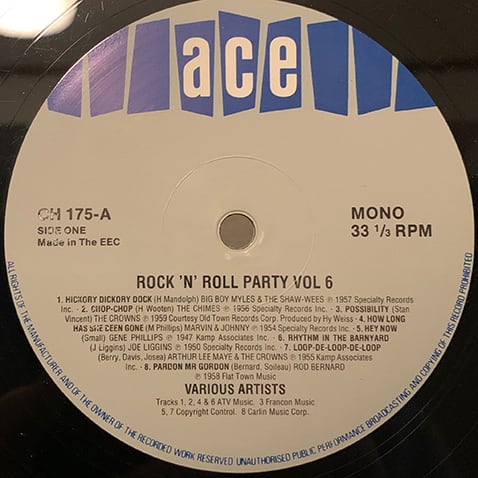 ace
CH 175-A
SIDE ONE
Made in The EEC
MONO
33 1/3 RPM
ROCK 'N' ROLL PARTY VOL 6
1. HICKORY DICKORY DOCK (H Mandolph) BIG BOY MYLES & THE SHAW-WEES ℗ 1957 Specialty Records
Inc. · 2. CHOP-CHOP (H Wooten) THE CHIMES ℗ 1956 Specialty Records Inc. · 3. POSSIBILITY (Stan
Vincent) THE CROWNS ℗ 1959 Courtesy Old Town Records Corp. Produced by Hy Weiss) · 4. HOW LONG
HAS SHE BEEN GONE (M Phillips) MARVIN & JOHNNY ℗ 1954 Specialty Records Inc. · 5. HEY NOW
(Small) GENE PHILLIPS ℗ 1947 Kamp Associates Inc. · 6. RHYTHM IN THE BARNYARD
(J Liggins) JOE LIGGINS ℗ 1950 Specialty Records Inc. · 7. LOOP-DE-LOOP-DE-LOOP
(Berry, Davis, Josea) ARTHUR LEE MAYE & THE CROWNS ℗ 1955 Kamp Associates
Inc. · 8. PARDON MR GORDON (Bernard, Soileau) ROD BERNARD
℗ 1958 Flat Town Music
VARIOUS ARTISTS
Tracks 1, 2, 4 & 6 ATV Music. 3 Francon Music
5, 7 Copyright Control. 8 Carlin Music Corp.
ALL RIGHTS OF THE MANUFACTURER AND OF THE OWNER OF THE RECORDED WORK RESERVED UNAUTHORISED PUBLIC PERFORMANCE BROADCASTING AND COPYING OF THIS RECORD PROHIBITED